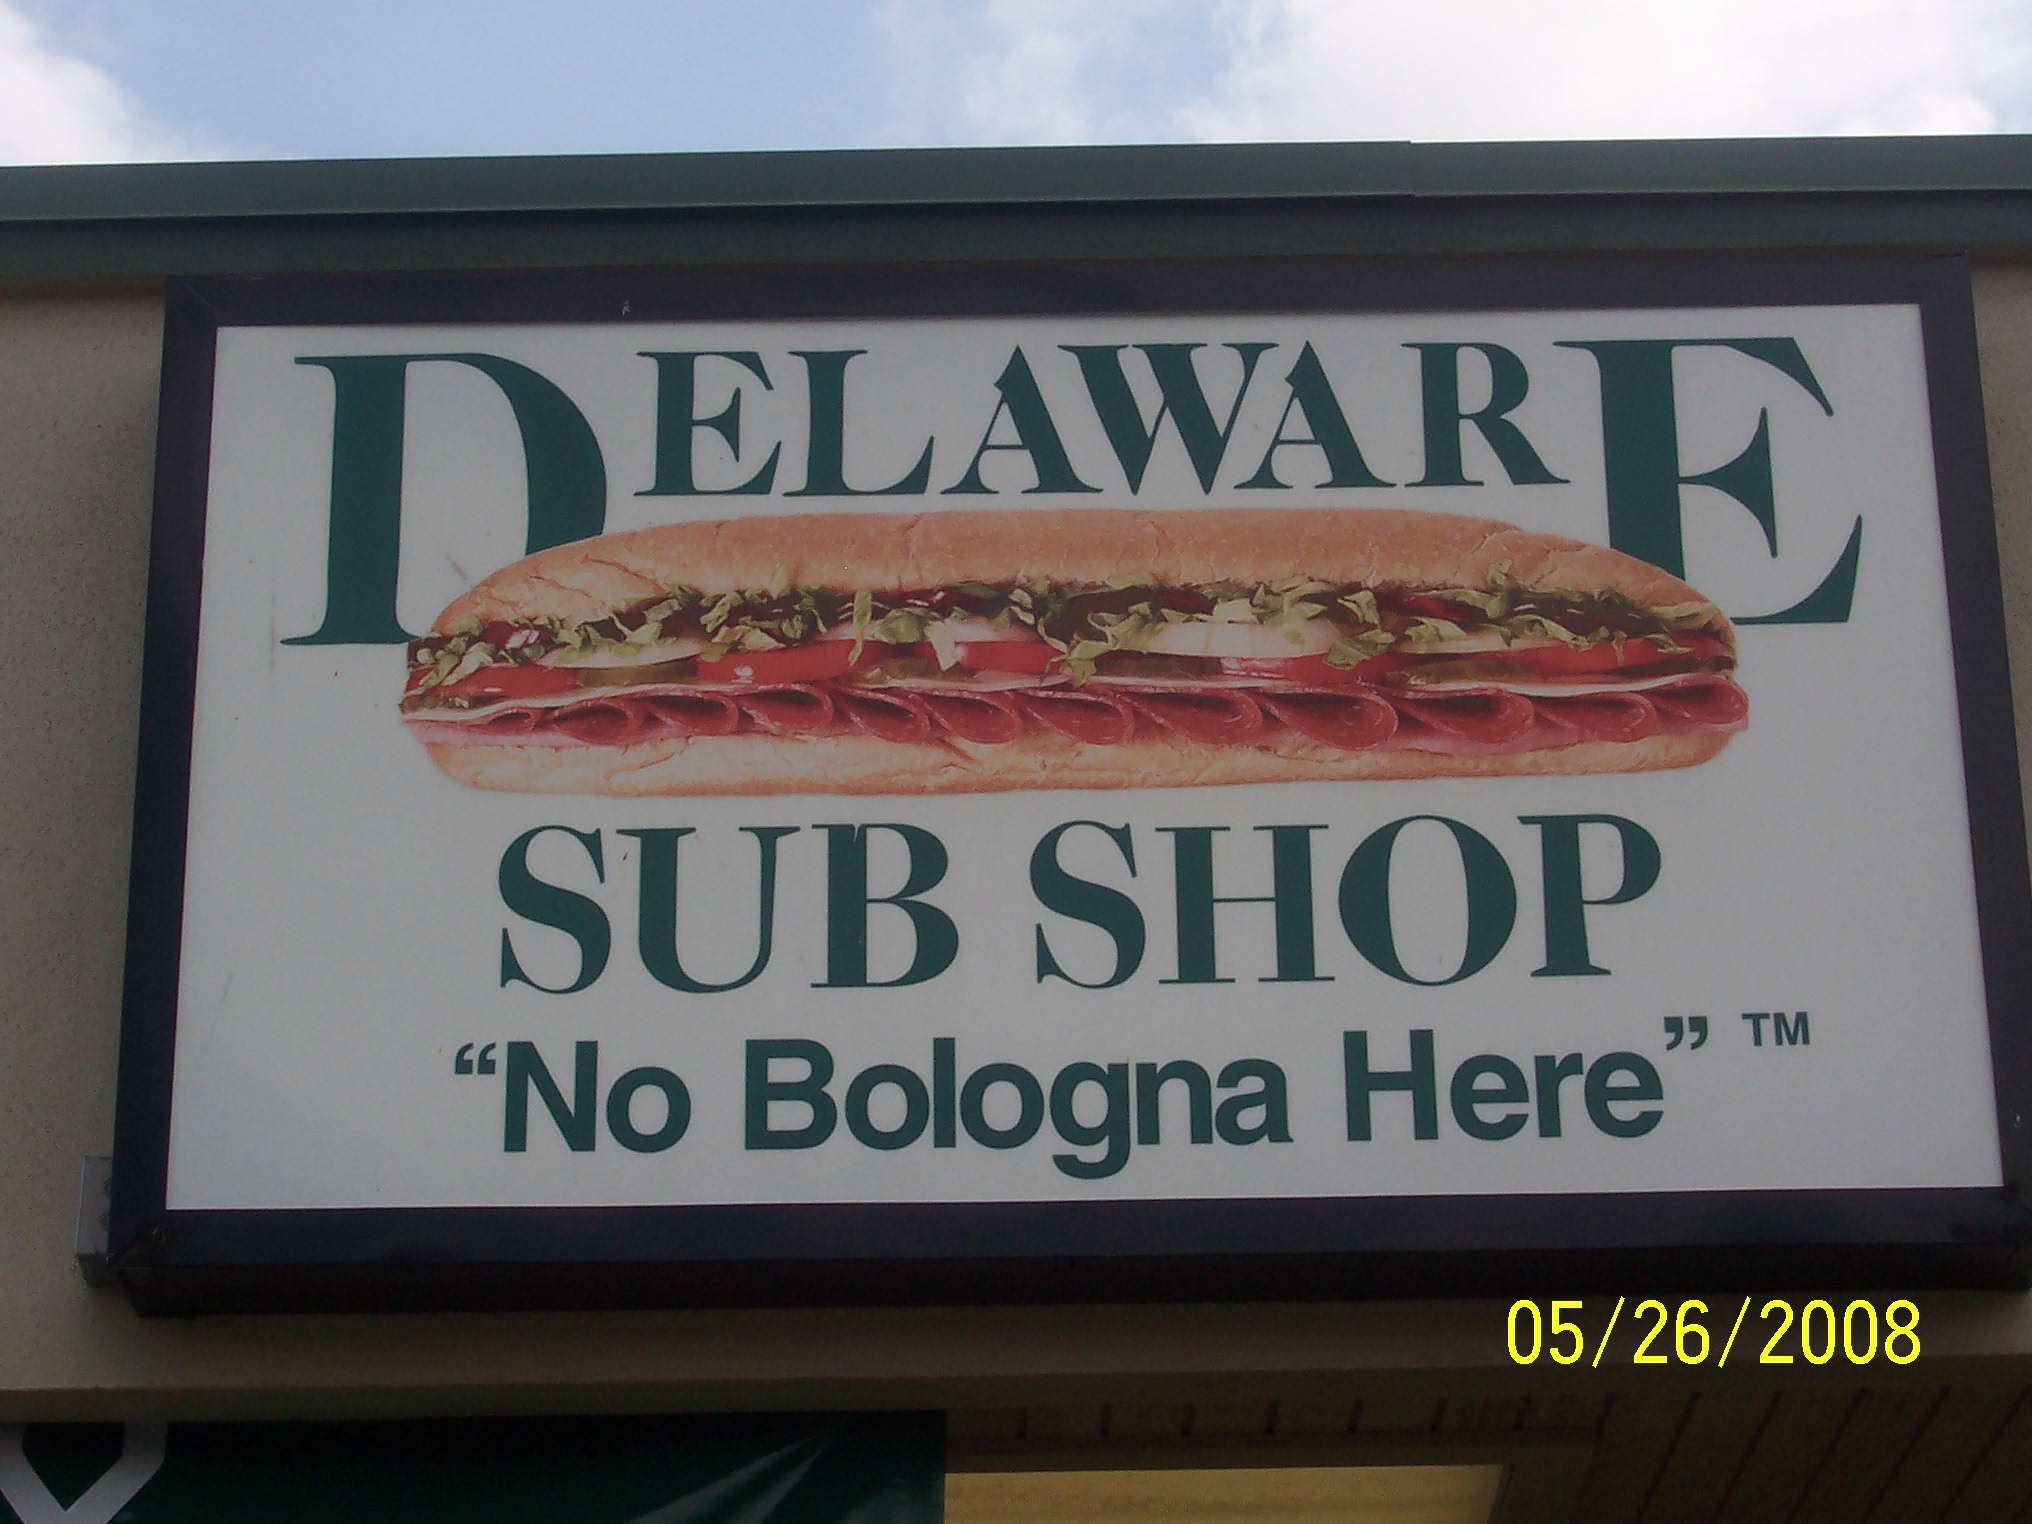 DELAWARE
SUB SHOP
“No Bologna Here” ™
05/26/2008